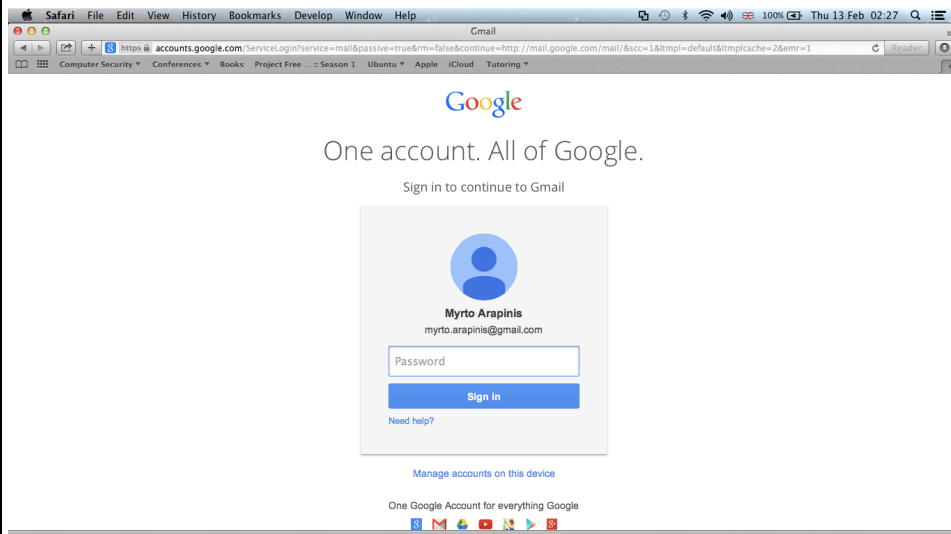 Safari File Edit View History Bookmarks Develop Window Help 100% Thu 13 Feb 02:27
Gmail
https accounts.google.com/ServiceLogin?service=mail&passive=true&rm=false&continue=http://mail.google.com/mail/&scc=1&ltmpl=default&ltmplcache=2&emr=1 Reader
Computer Security Conferences Books Project Free ... :: Season 1 Ubuntu Apple iCloud Tutoring
Google
One account. All of Google.
Sign in to continue to Gmail
Myrto Arapinis
myrto.arapinis@gmail.com
Password
Sign in
Need help?
Manage accounts on this device
One Google Account for everything Google